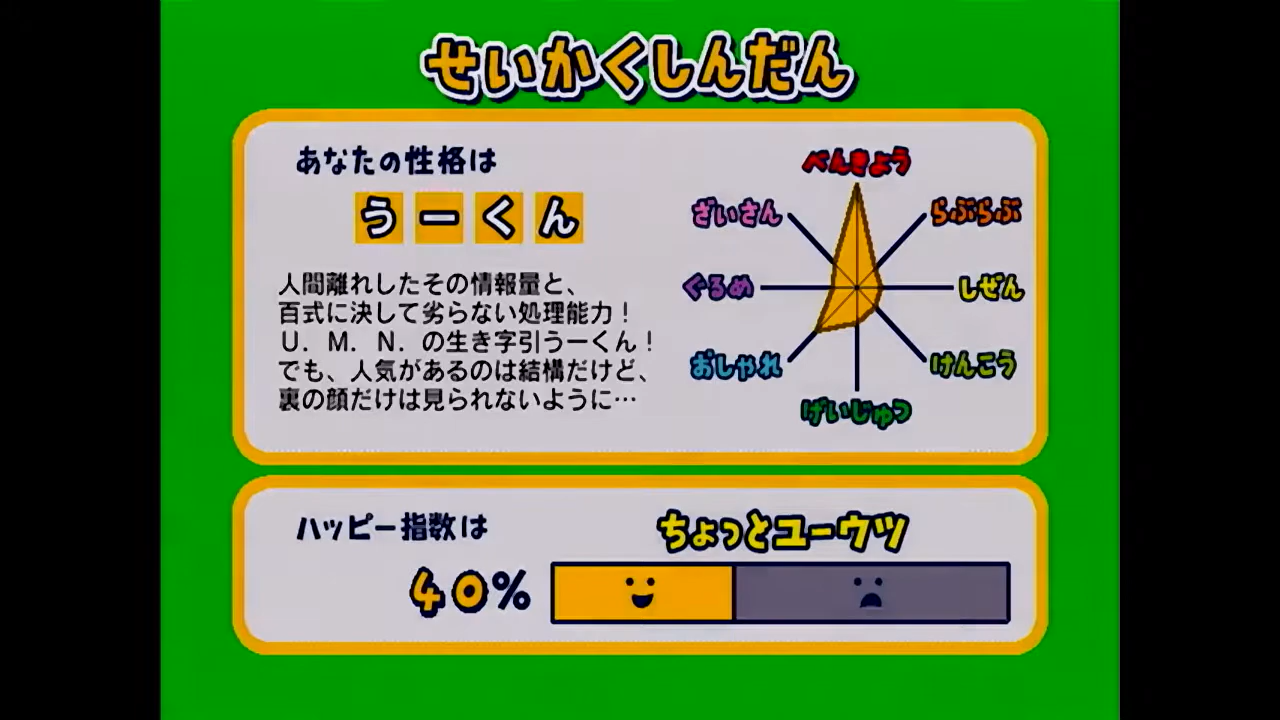 せいかくしんだん
あなたの性格は
うーくん
人間離れしたその情報量と、
百式に決して劣らない処理能力！
Ｕ．Ｍ．Ｎ．の生き字引うーくん！
でも、人気があるのは結構だけど、
裏の顔だけは見られないように…
べんきょう
らぶらぶ
しぜん
けんこう
げいじゅつ
おしゃれ
ぐるめ
ざいさん
ハッピー指数は
ちょっとユーウツ
40%